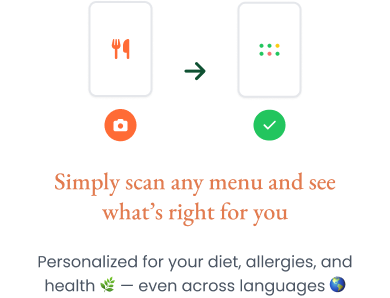 Simply scan any menu and see
what’s right for you
Personalized for your diet, allergies, and
health 🌿 — even across languages 🌎